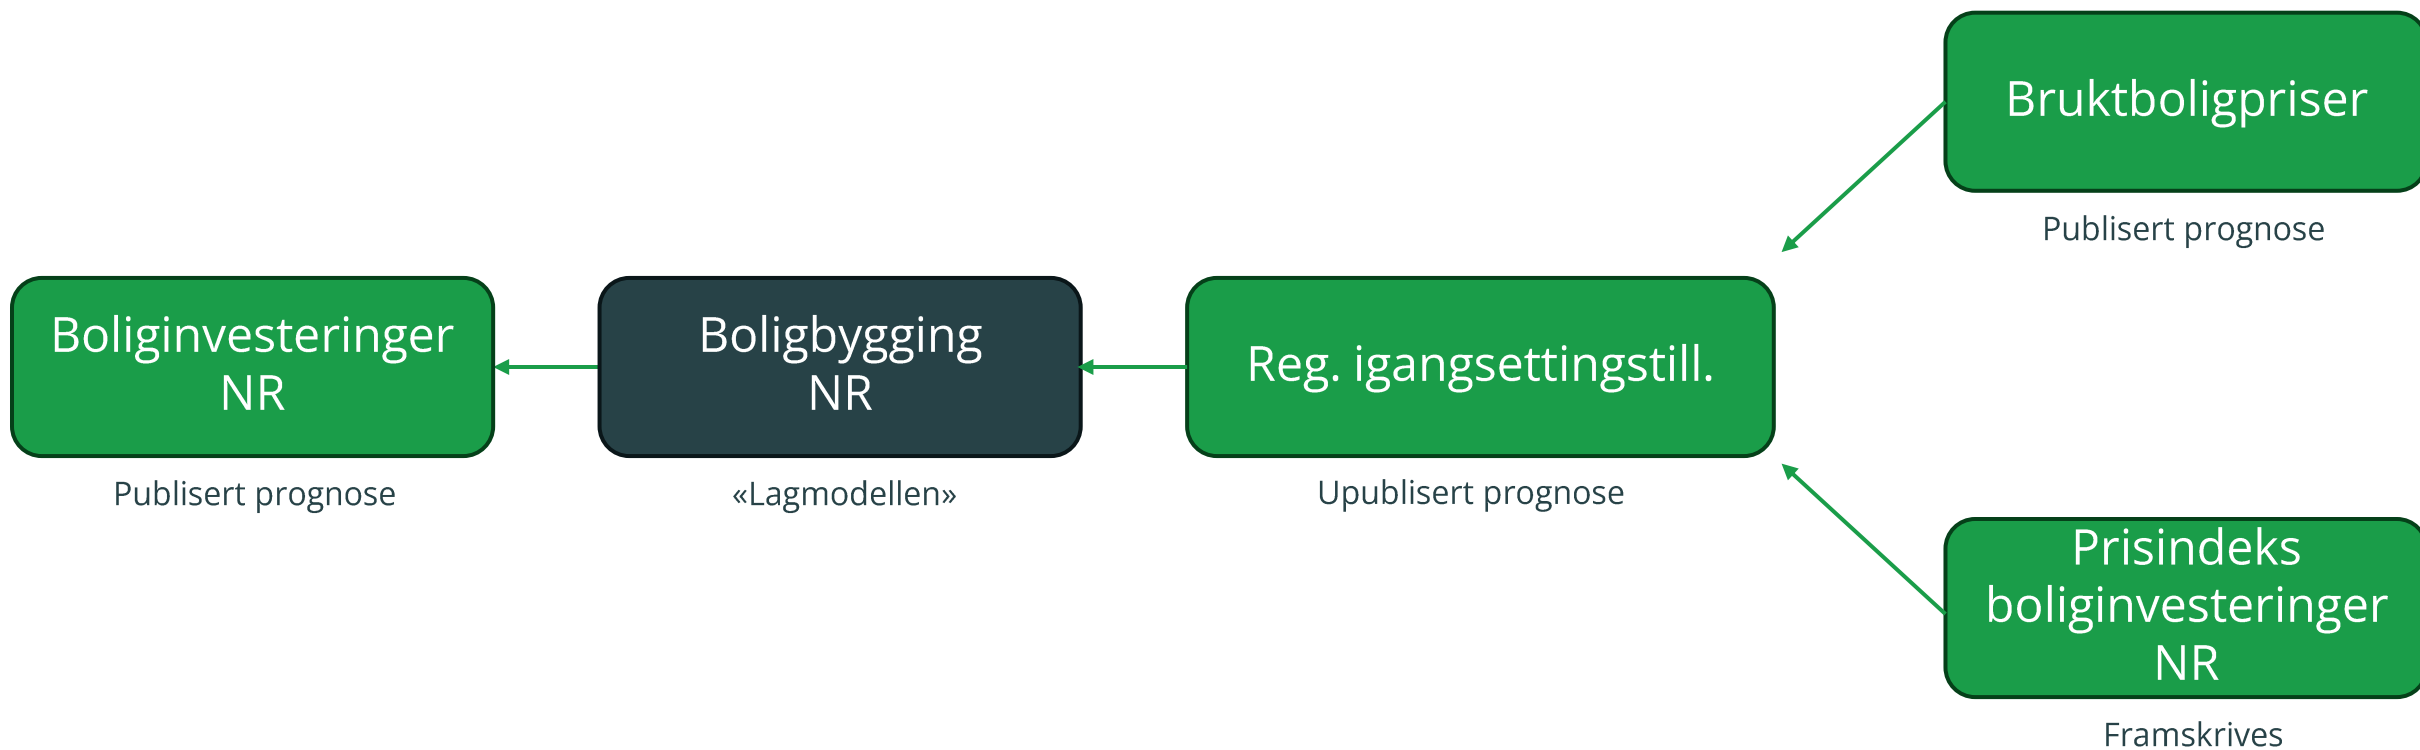 Bruktboligpriser
Publisert prognose
Boliginvesteringer
NR
Publisert prognose
Boligbygging
NR
«Lagmodellen»
Reg. igangsettingstill.
Upublisert prognose
Prisindeks
boliginvesteringer
NR
Framskrives